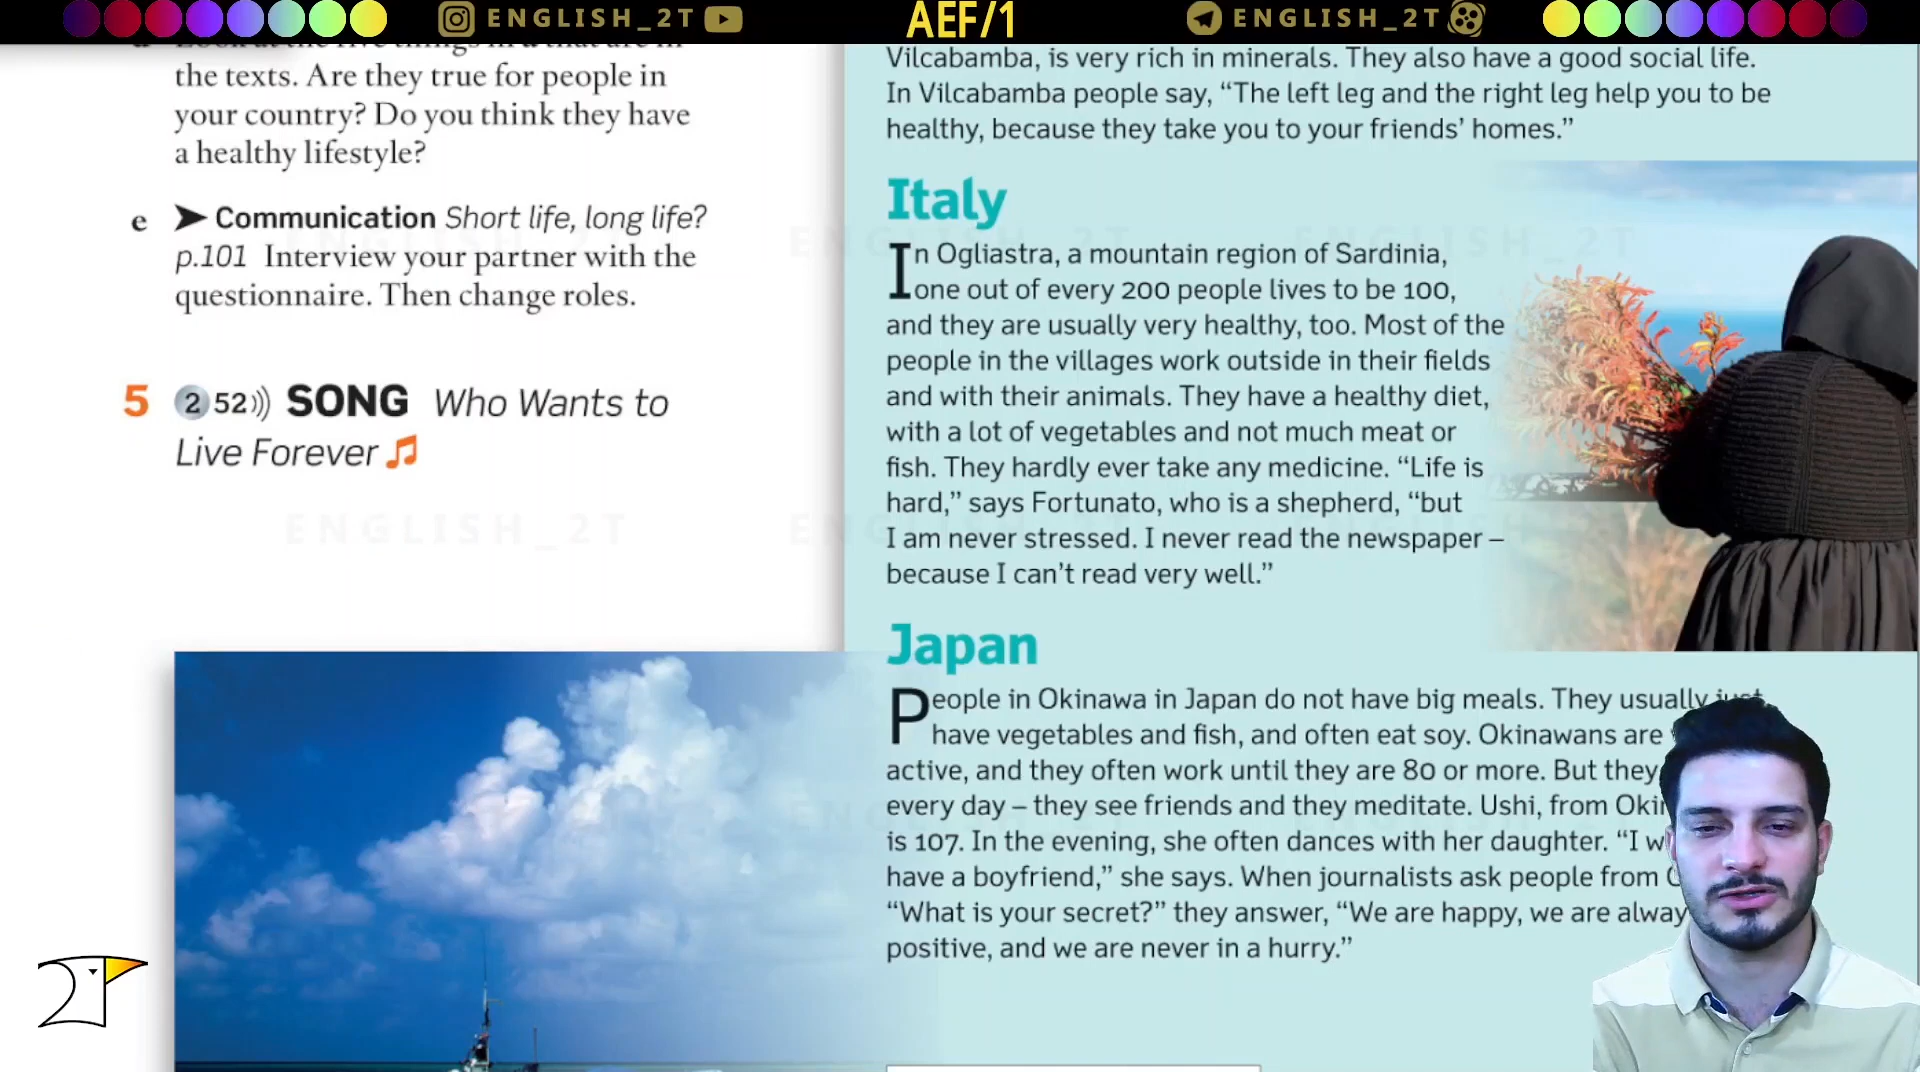 ENGLISH_2T
AEF/1
ENGLISH_2T
the texts. Are they true for people in
your country? Do you think they have
a healthy lifestyle?
e ➤ Communication Short life, long life?
p.101 Interview your partner with the
questionnaire. Then change roles.
5 2 52)) SONG Who Wants to
Live Forever
Vilcabamba, is very rich in minerals. They also have a good social life.
In Vilcabamba people say, “The left leg and the right leg help you to be
healthy, because they take you to your friends’ homes.”
Italy
In Ogliastra, a mountain region of Sardinia,
one out of every 200 people lives to be 100,
and they are usually very healthy, too. Most of the
people in the villages work outside in their fields
and with their animals. They have a healthy diet,
with a lot of vegetables and not much meat or
fish. They hardly ever take any medicine. “Life is
hard,” says Fortunato, who is a shepherd, “but
I am never stressed. I never read the newspaper –
because I can’t read very well.”
Japan
People in Okinawa in Japan do not have big meals. They usually just
have vegetables and fish, and often eat soy. Okinawans are
active, and they often work until they are 80 or more. But they
every day – they see friends and they meditate. Ushi, from
is 107. In the evening, she often dances with her daughter. “I
have a boyfriend,” she says. When journalists ask people from
“What is your secret?” they answer, “We are happy, we are
positive, and we are never in a hurry.”
ENGLISH_2T
2T